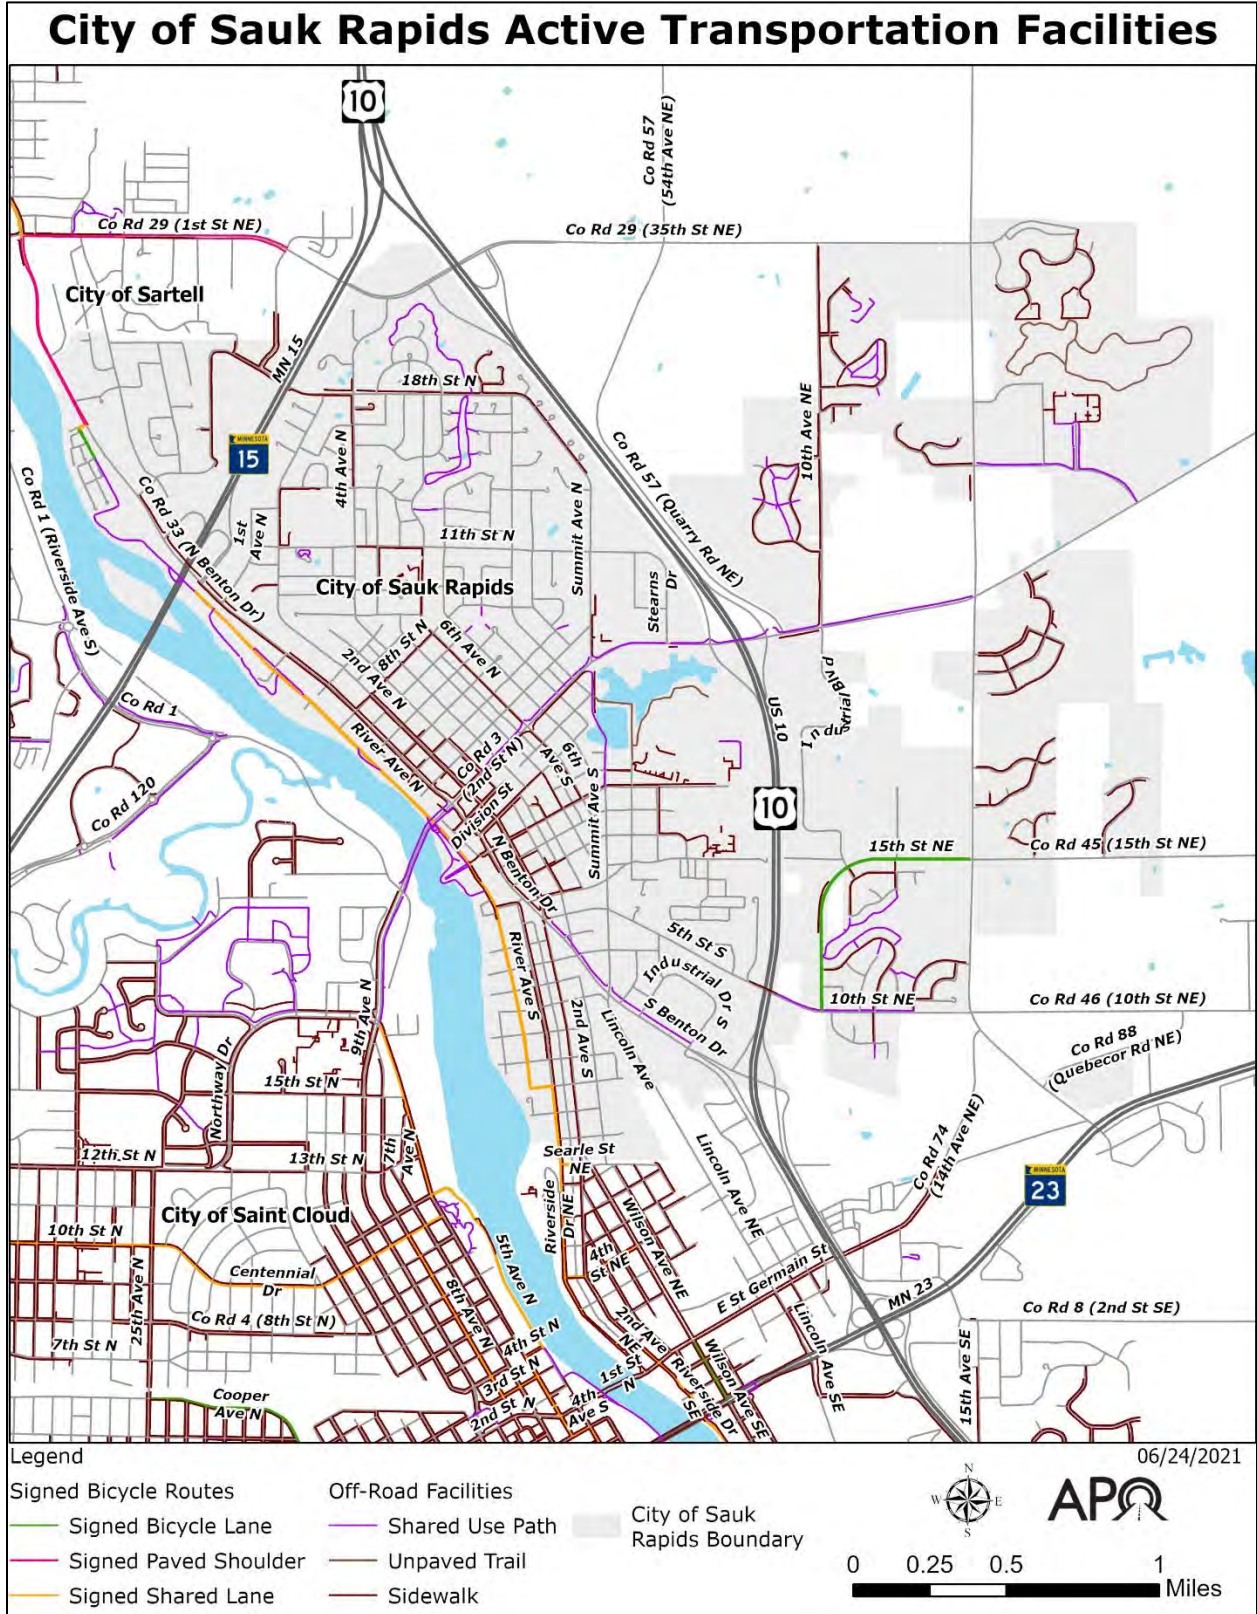 City of Sauk Rapids Active Transportation Facilities
10
Co Rd 57
(54th Ave NE)
Co Rd 29 (1st St NE)
Co Rd 29 (35th St NE)
City of Sartell
MN 15
18th St N
10th Ave NE
4th Ave N
MINNESOTA
15
Co Rd 57 (Quarry Rd NE)
Co Rd 1 (Riverside Ave S)
Co Rd 33 (N Benton Dr)
1st
Ave N
11th St N
Summit Ave N
Stearns
Dr
City of Sauk Rapids
8th St N
6th Ave N
2nd Ave N
Industrial Blvd
US 10
Co Rd 1
River Ave N
Co Rd 3
(2nd St N)
6th
Ave S
Co Rd 120
Division St
Summit Ave S
10
N Benton Dr
15th St NE
Co Rd 45 (15th St NE)
5th St S
River Ave S
Industrial Dr S
9th Ave N
2nd Ave S
S Benton Dr
10th St NE
Co Rd 46 (10th St NE)
Lincoln Ave
Co Rd 88
(Quebecor Rd NE)
Northway Dr
15th St N
7th
Ave N
Lincoln Ave NE
Co Rd 74
(14th Ave NE)
12th St N
13th St N
Searle St
NE
MINNESOTA
23
City of Saint Cloud
Riverside
Dr NE
Wilson Ave NE
10th St N
5th Ave N
4th
St NE
25th Ave N
Centennial
Dr
8th Ave N
E St Germain St
MN 23
Co Rd 4 (8th St N)
Co Rd 8 (2nd St SE)
7th St N
4th St N
2nd Ave
NE
Lincoln Ave SE
3rd St N
1st St
N
Wilson Ave SE
15th Ave SE
Cooper
Ave N
2nd St N
4th
Ave S
Riverside Dr
SE
Legend
06/24/2021
Signed Bicycle Routes
Signed Bicycle Lane
Signed Paved Shoulder
Signed Shared Lane
Off-Road Facilities
Shared Use Path
Unpaved Trail
Sidewalk
City of Sauk
Rapids Boundary
N
W E
S
APO
0 0.25 0.5 1
Miles